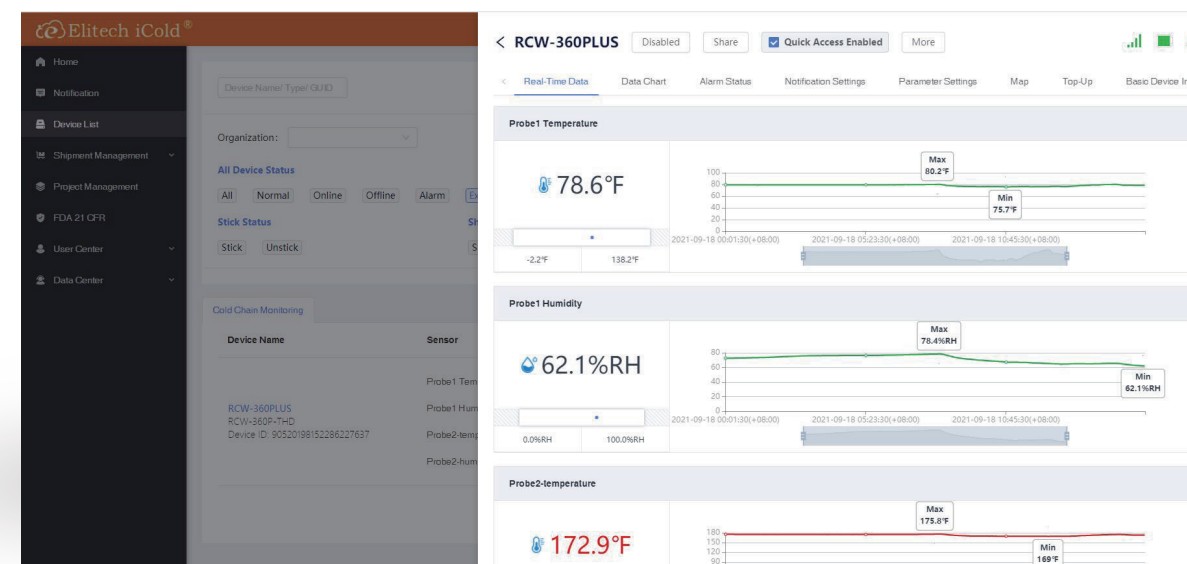 Elitech iCold®
Home
Notification
Device List
Shipment Management
Project Management
FDA 21 CFR
User Center
Data Center
Device Name/ Type/ GUID
Organization:
All Device Status
All Normal Online Offline Alarm
Stick Status
Stick Unstick
Cold Chain Monitoring
Device Name Sensor
RCW-360PLUS
RCW-360P-THD
Device ID: 90520198152286227637
Probe1 Tem
Probe1 Hum
Probe2-temp
Probe2-hum
< RCW-360PLUS Disabled Share Quick Access Enabled More
< Real-Time Data Data Chart Alarm Status Notification Settings Parameter Settings Map Top-Up Basic Device In
Probe1 Temperature
78.6°F
-2.2°F 138.2°F
Max
80.2°F
Min
75.7°F
100
80
60
40
20
0
2021-09-18 00:01:30(+08:00) 2021-09-18 05:23:30(+08:00) 2021-09-18 10:45:30(+08:00)
Probe1 Humidity
62.1%RH
0.0%RH 100.0%RH
Max
78.4%RH
Min
62.1%RH
80
60
40
20
0
2021-09-18 00:01:30(+08:00) 2021-09-18 05:23:30(+08:00) 2021-09-18 10:45:30(+08:00)
Probe2-temperature
172.9°F
Max
175.8°F
Min
169°F
180
150
120
90